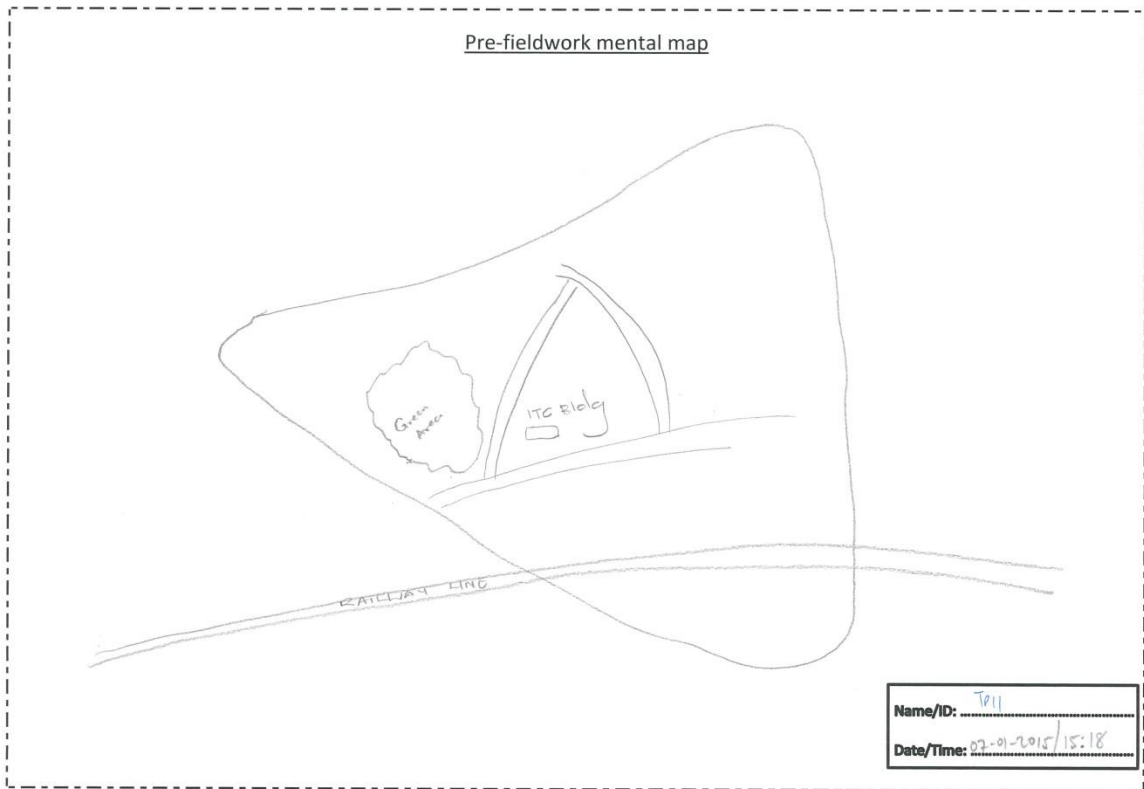 Pre-fieldwork mental map
Green
Area
ITC Bldg
RAILWAY LINE
Name/ID: TP11
Date/Time: 07-01-2015/15:18